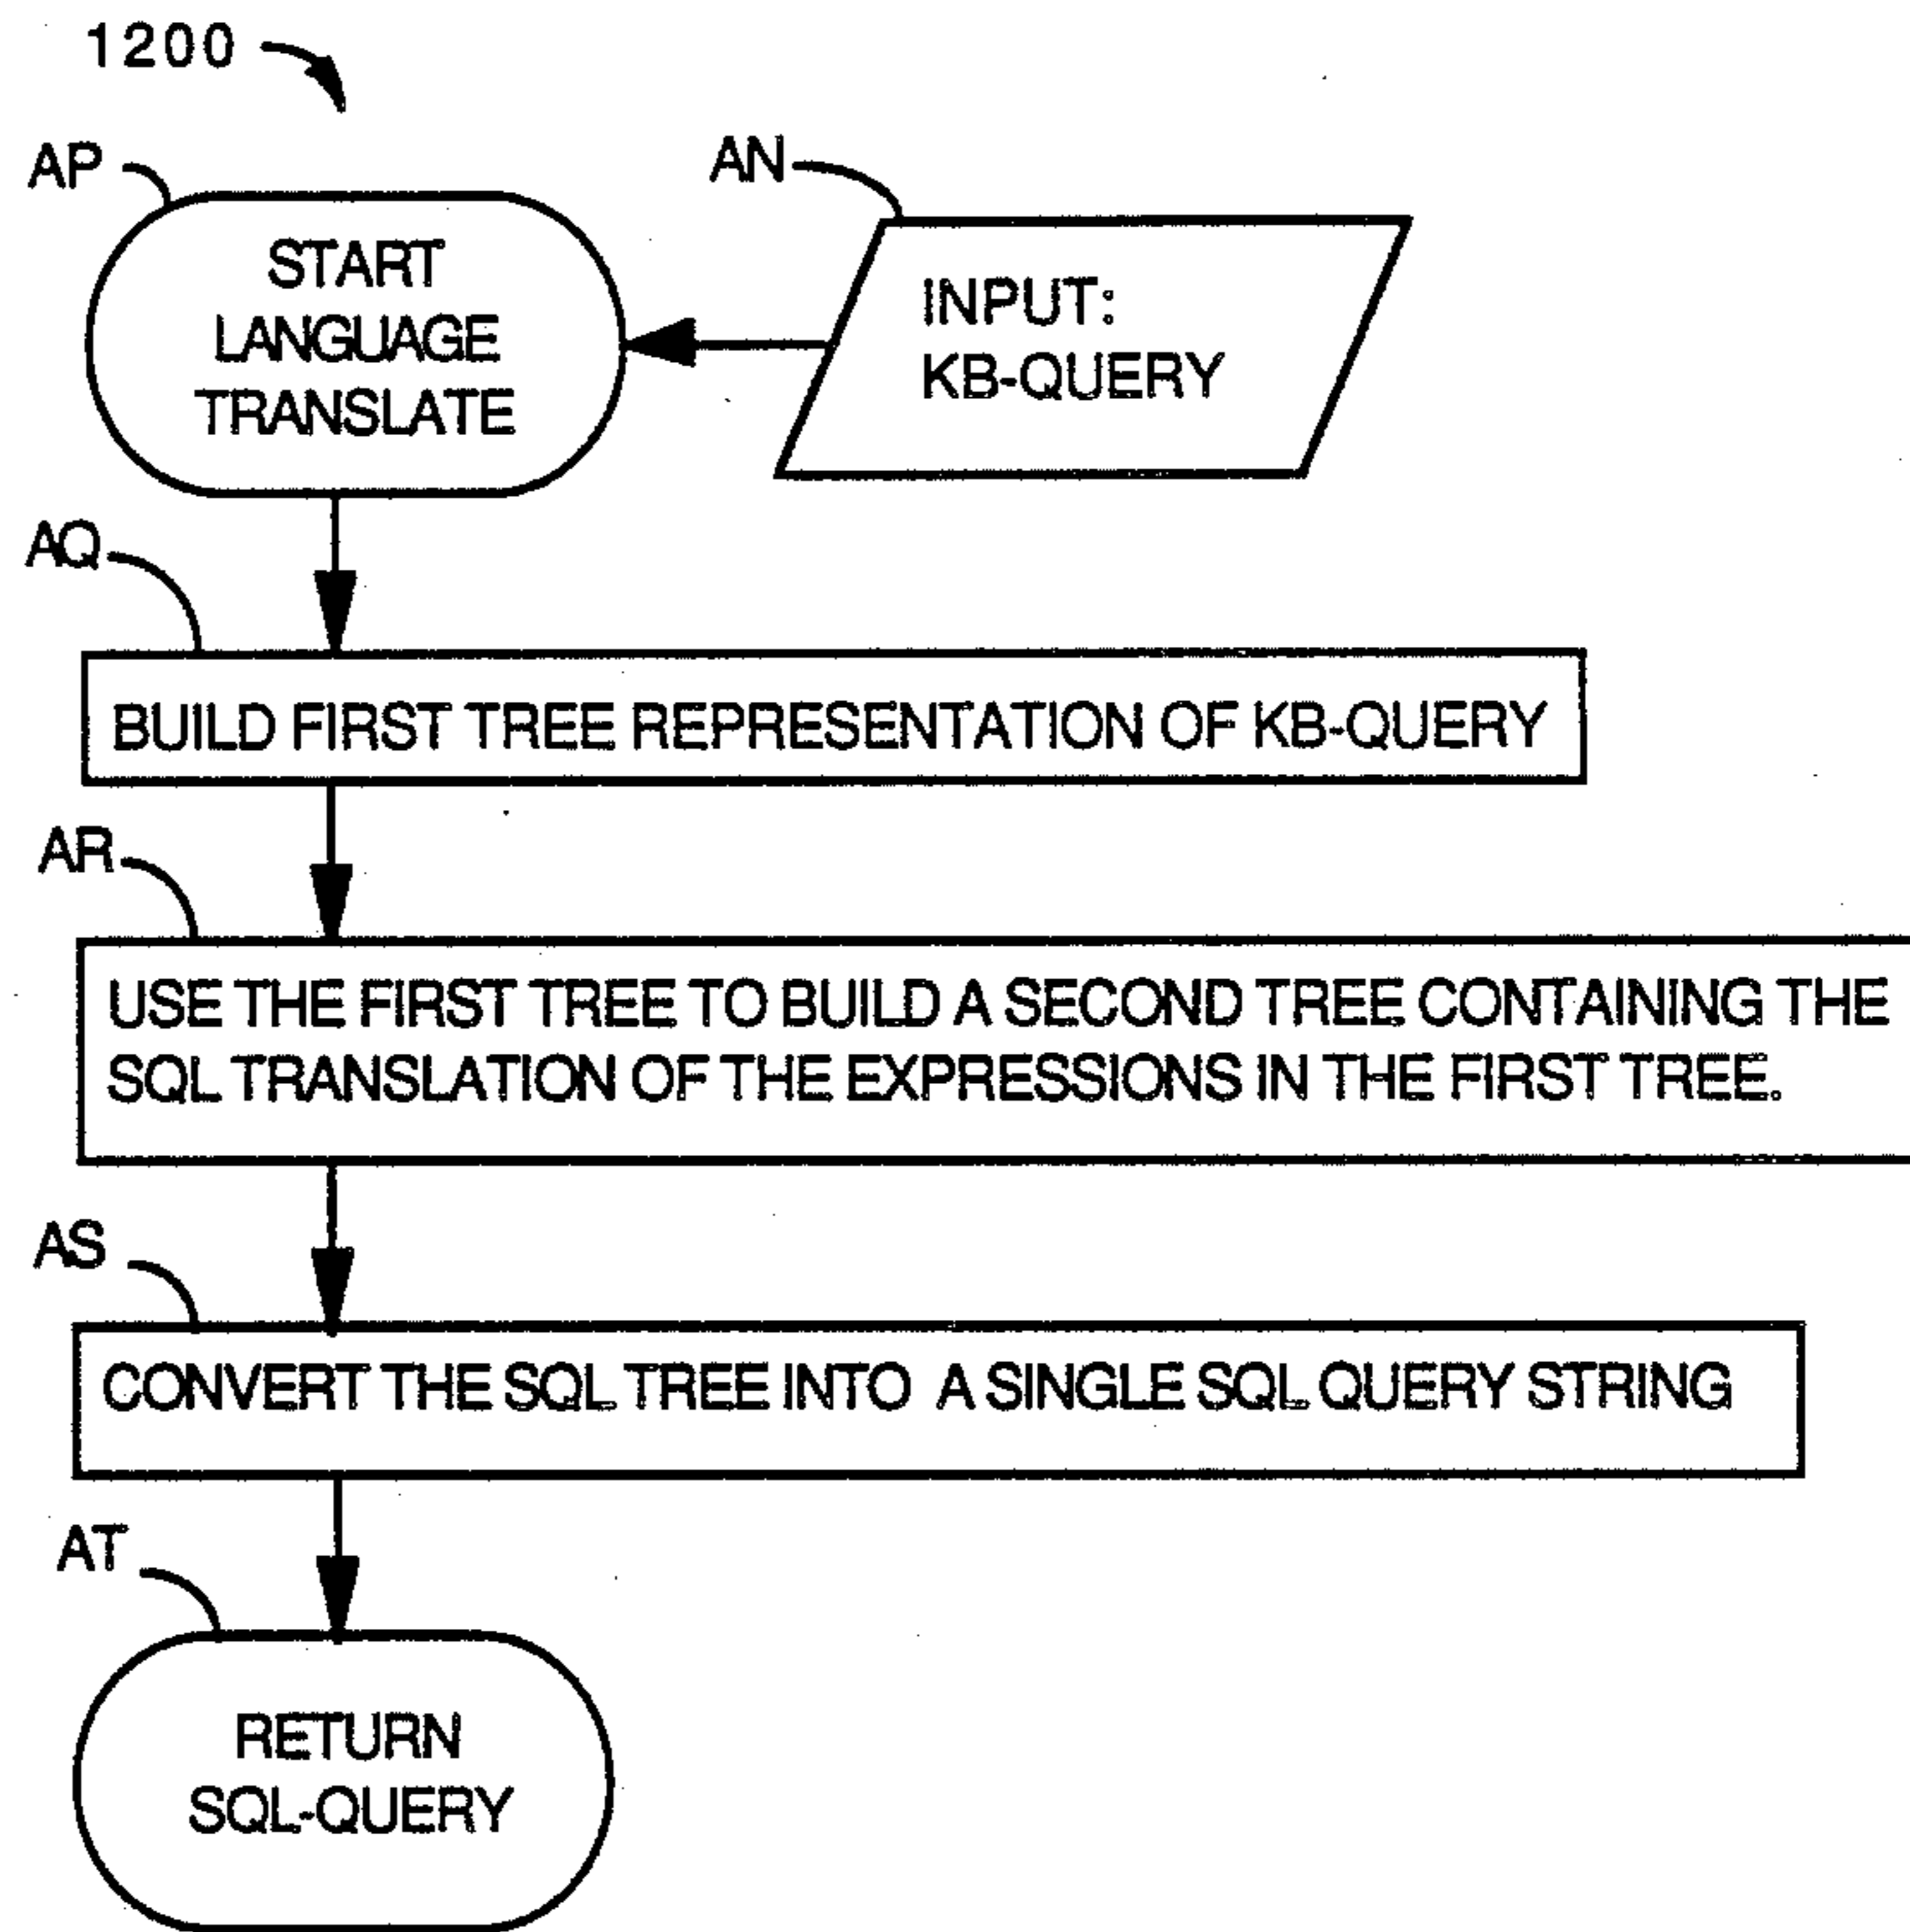 1200
AP
AN
START
LANGUAGE
TRANSLATE
INPUT:
KB-QUERY
AQ
BUILD FIRST TREE REPRESENTATION OF KB-QUERY
AR
USE THE FIRST TREE TO BUILD A SECOND TREE CONTAINING THE
SQL TRANSLATION OF THE EXPRESSIONS IN THE FIRST TREE.
AS
CONVERT THE SQL TREE INTO A SINGLE SQL QUERY STRING
AT
RETURN
SQL-QUERY